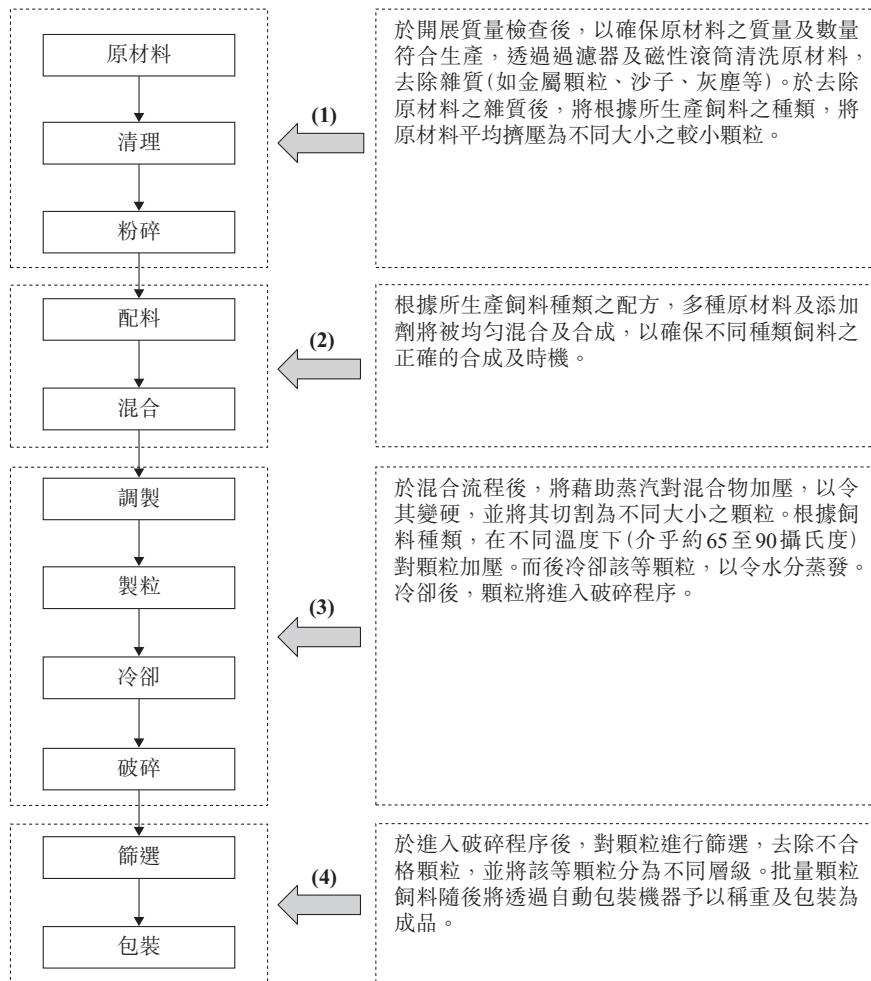 原材料
清理
粉碎
(1)
於開展質量檢查後，以確保原材料之質量及數量
符合生產，透過過濾器及磁性滾筒清洗原材料，
去除雜質(如金屬顆粒、沙子、灰塵等)。於去除
原材料之雜質後，將根據所生產飼料之種類，將
原材料平均擠壓為不同大小之較小顆粒。
配料
混合
(2)
根據所生產飼料種類之配方，多種原材料及添加
劑將被均勻混合及合成，以確保不同種類飼料之
正確的合成及時機。
調製
製粒
冷卻
破碎
(3)
於混合流程後，將藉助蒸汽對混合物加壓，以令
其變硬，並將其切割為不同大小之顆粒。根據飼
料種類，在不同溫度下(介乎約65至90攝氏度)
對顆粒加壓。而後冷卻該等顆粒，以令水分蒸發。
冷卻後，顆粒將進入破碎程序。
篩選
包裝
(4)
於進入破碎程序後，對顆粒進行篩選，去除不合
格顆粒，並將該等顆粒分為不同層級。批量顆粒
飼料隨後將透過自動包裝機器予以稱重及包裝為
成品。